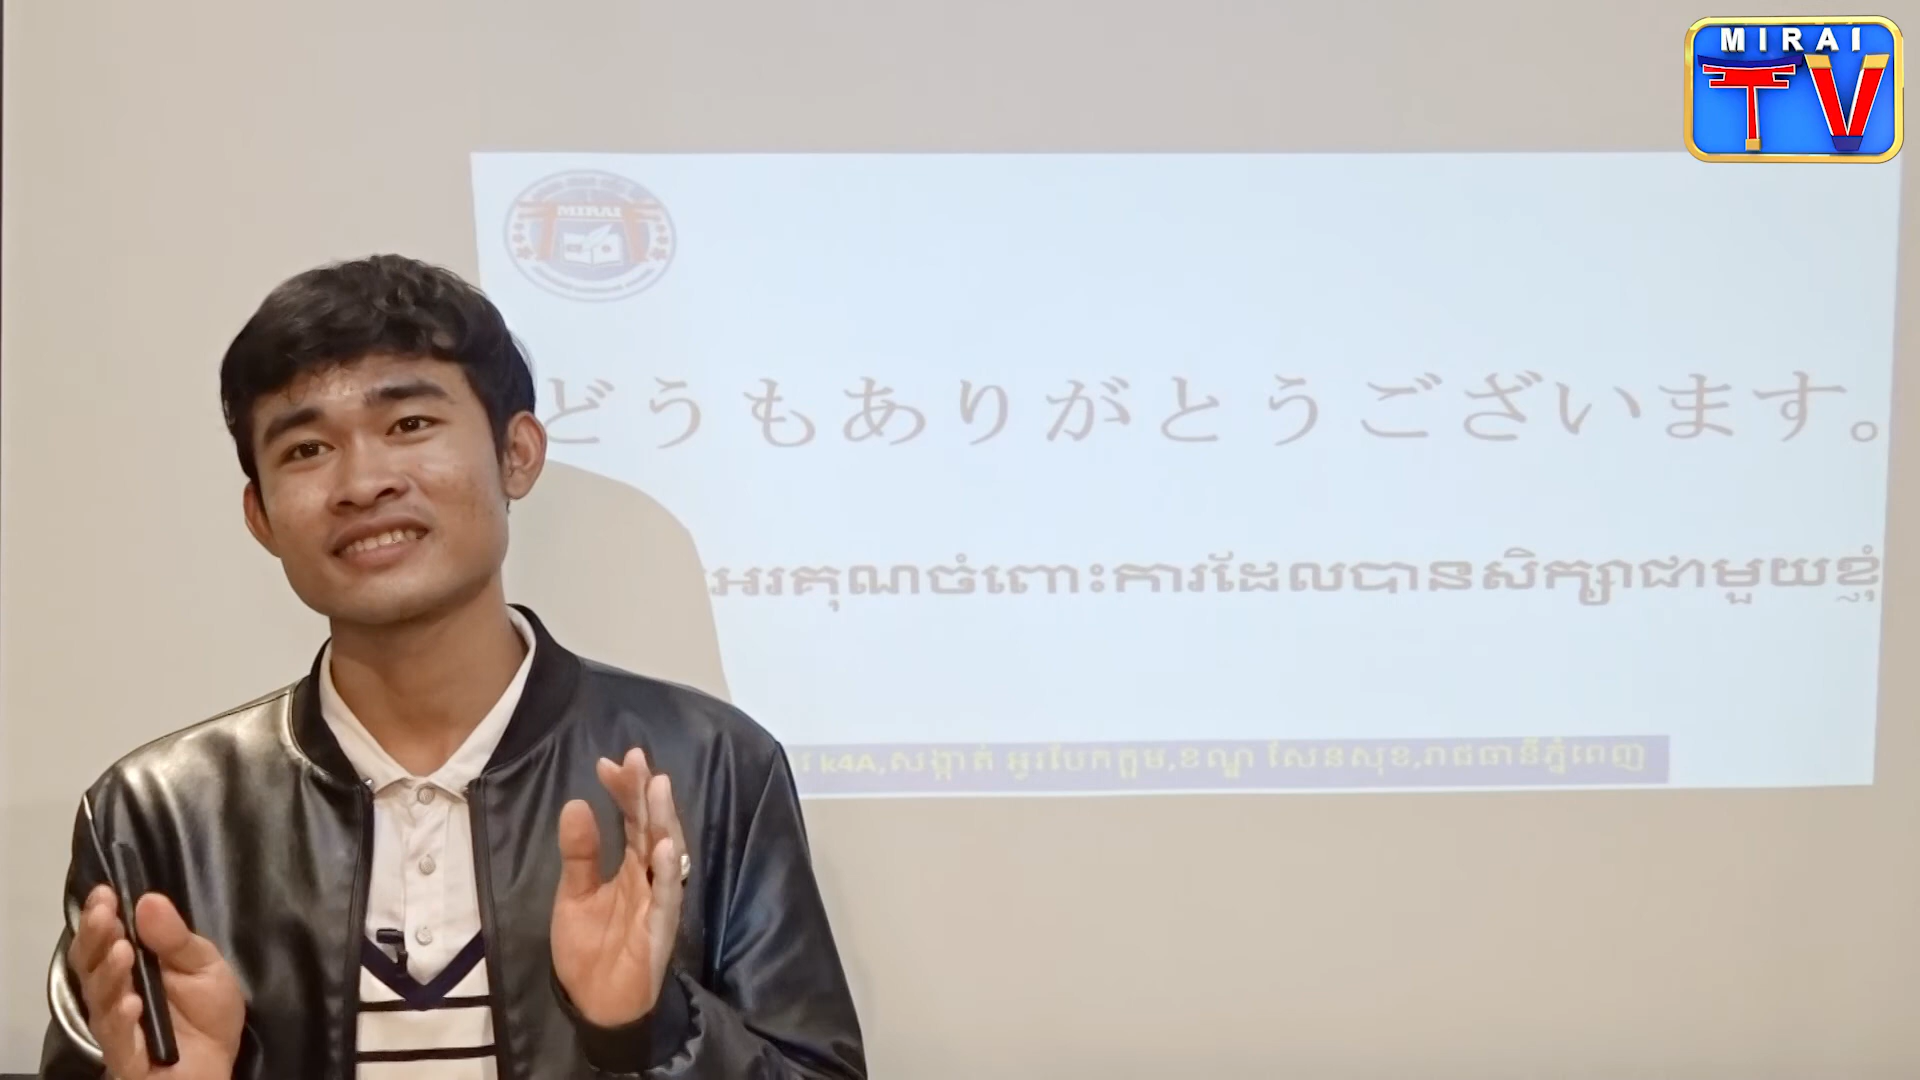 MIRAI
TV
MIRAI
どうもありがとうございます。
អរគុណចំពោះការដែលបានសិក្សាជាមួយខ្ញុំ
k4A,សង្កាត់ អូរបែកក្អម,ខណ្ឌ សែនសុខ,រាជធានីភ្នំពេញ